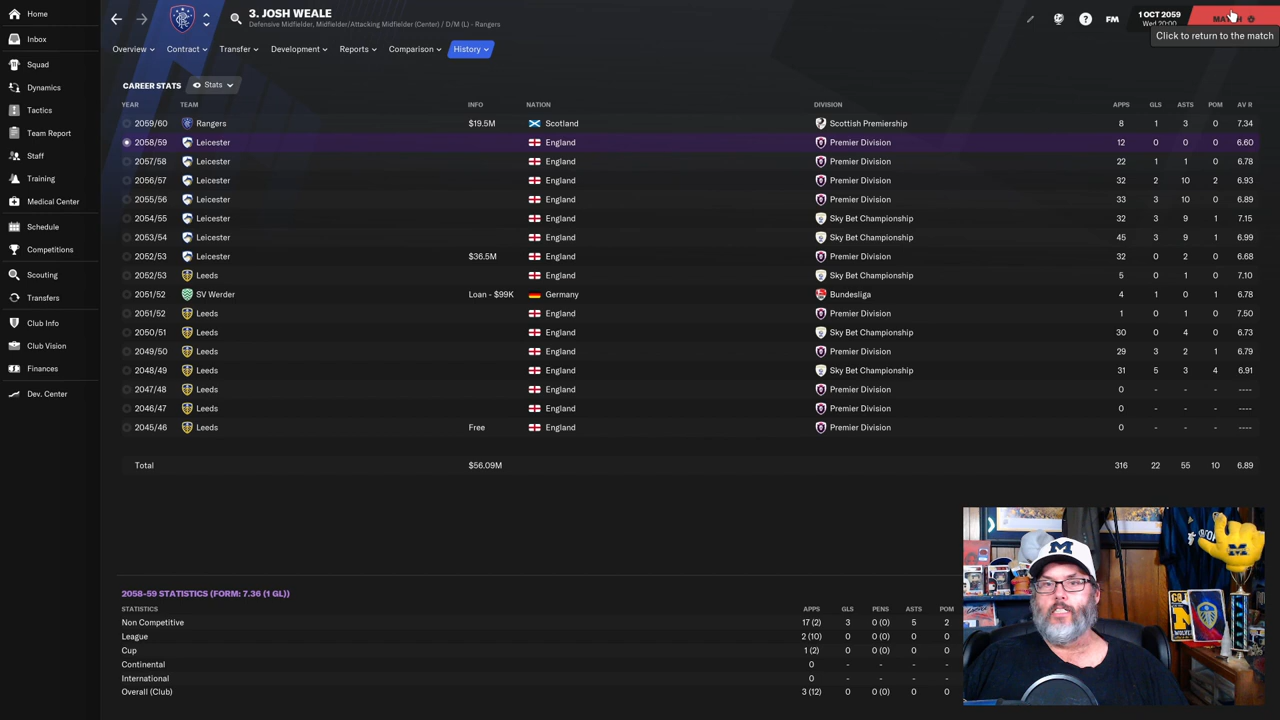 Home
Inbox
Squad
Dynamics
Tactics
Team Report
Staff
Training
Medical Center
Schedule
Competitions
Scouting
Transfers
Club Info
Club Vision
Finances
Dev. Center
3. JOSH WEALE
Defensive Midfielder, Midfielder/Attacking Midfielder (Center) / D/M (L) - Rangers
FM
1 OCT 2059
Wed 20:00
MATCH
Click to return to the match
Overview Contract Transfer Development Reports Comparison History
CAREER STATS Stats
YEAR TEAM INFO NATION DIVISION APPS GLS ASTS POM AV R
2059/60 Rangers $19.5M Scotland Scottish Premiership 8 1 3 0 7.34
2058/59 Leicester England Premier Division 12 0 0 0 6.60
2057/58 Leicester England Premier Division 22 1 1 0 6.78
2056/57 Leicester England Premier Division 32 2 10 2 6.93
2055/56 Leicester England Premier Division 33 3 10 0 6.89
2054/55 Leicester England Sky Bet Championship 32 3 9 1 7.15
2053/54 Leicester England Sky Bet Championship 45 3 9 1 6.99
2052/53 Leicester $36.5M England Premier Division 32 0 2 0 6.68
2052/53 Leeds England Sky Bet Championship 5 0 1 0 7.10
2051/52 SV Werder Loan - $99K Germany Bundesliga 4 1 0 1 6.78
2051/52 Leeds England Premier Division 1 0 1 0 7.50
2050/51 Leeds England Sky Bet Championship 30 0 4 0 6.73
2049/50 Leeds England Premier Division 29 3 2 1 6.79
2048/49 Leeds England Sky Bet Championship 31 5 3 4 6.91
2047/48 Leeds England Premier Division 0 - - - ----
2046/47 Leeds England Premier Division 0 - - - ----
2045/46 Leeds Free England Premier Division 0 - - - ----
Total $56.09M 316 22 55 10 6.89
2058-59 STATISTICS (FORM: 7.36 (1 GL))
STATISTICS APPS GLS PENS ASTS POM
Non Competitive 17 (2) 3 0 (0) 5 2
League 2 (10) 0 0 (0) 0 0
Cup 1 (2) 0 0 (0) 0 0
Continental 0 - - - -
International 0 - - - -
Overall (Club) 3 (12) 0 0 (0) 0 0